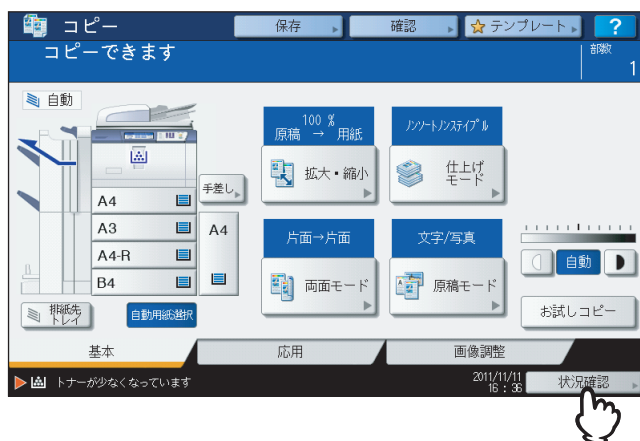 コピー
保存
確認
テンプレート
?
コピーできます
部数
1
自動
100 %
原稿 → 用紙
ﾉﾝｿｰﾄﾉﾝｽﾃｲﾌﾟﾙ
拡大・縮小
仕上げ
モード
手差し
A4
A3
A4-R
B4
A4
片面→片面
文字/写真
両面モード
原稿モード
自動
排紙先
トレイ
自動用紙選択
お試しコピー
基本
応用
画像調整
トナーが少なくなっています
2011/11/11
16:36
状況確認